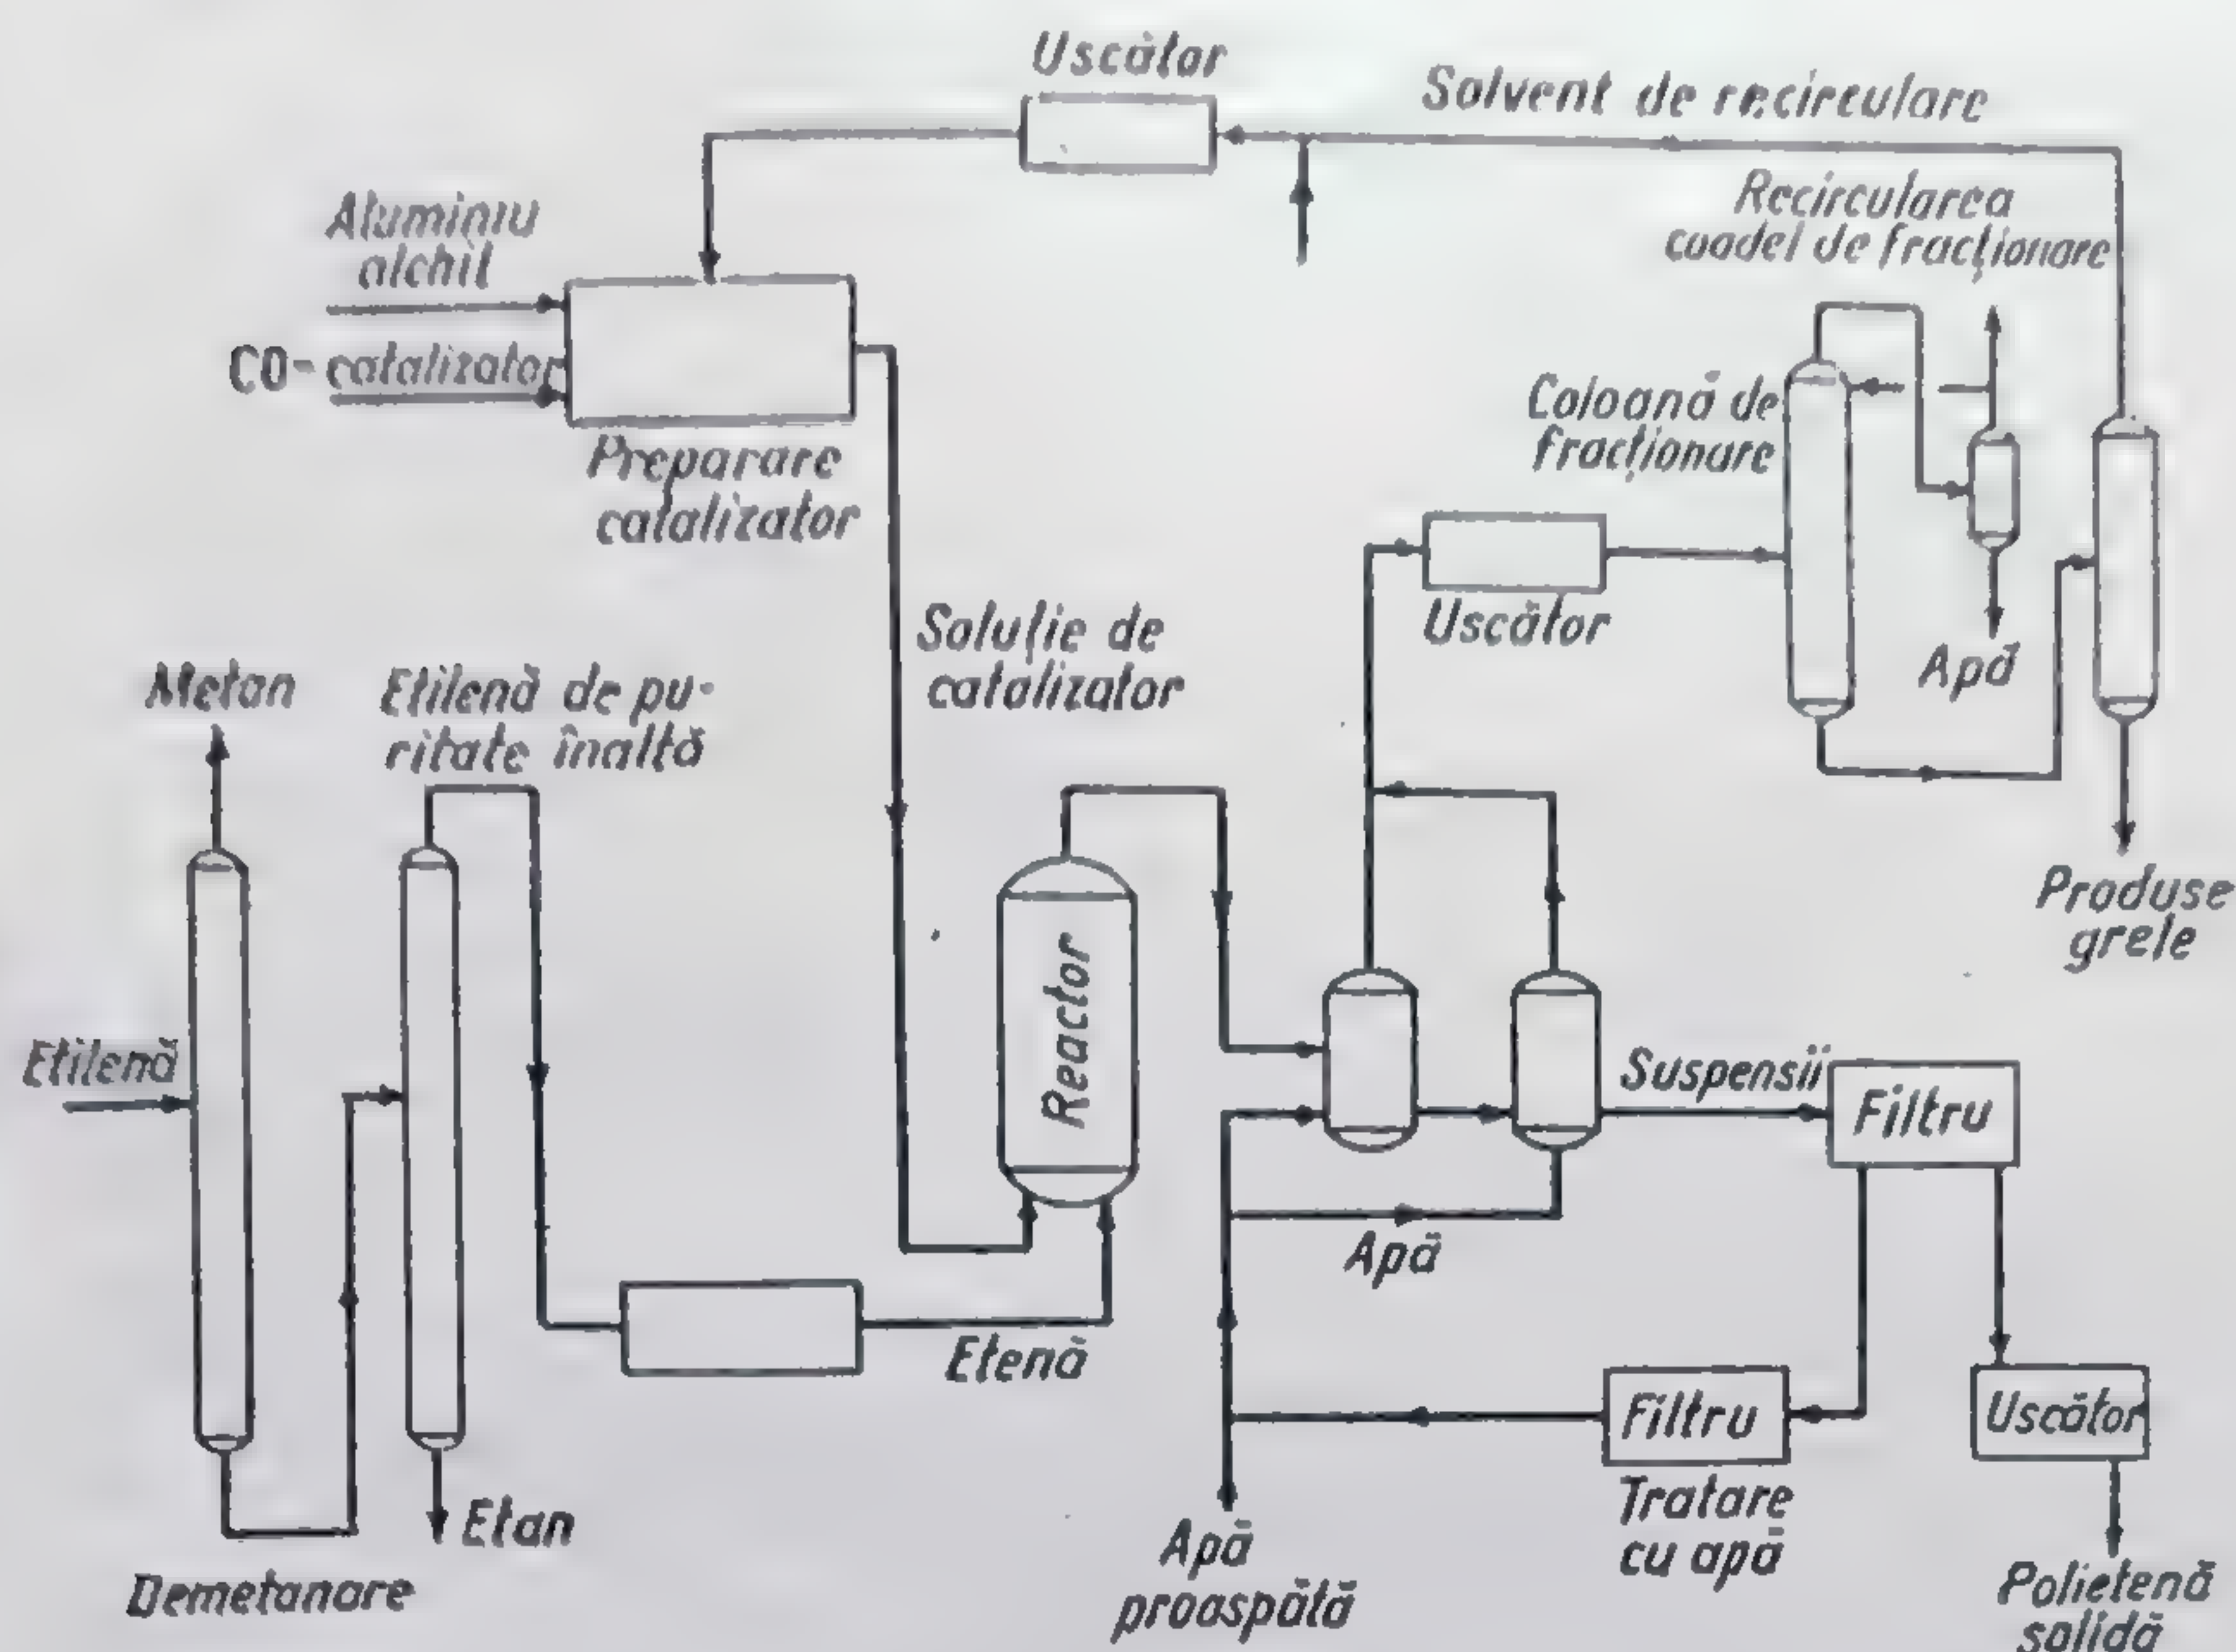 Uscător
Solvent de recirculare
Recircularea
cuadei de fracționare
Aluminiu
alchil
CO-catalizator
Preparare
catalizator
Coloană de
fracționare
Uscător
Apă
Soluție de
catalizator
Metan
Etilenă de pu-
ritate înaltă
Produse
grele
Etilenă
Reactor
Suspensii
Filtru
Apă
Etenă
Filtru
Uscător
Tratare
cu apă
Etan
Demetanare
Apă
proaspătă
Polietenă
solidă